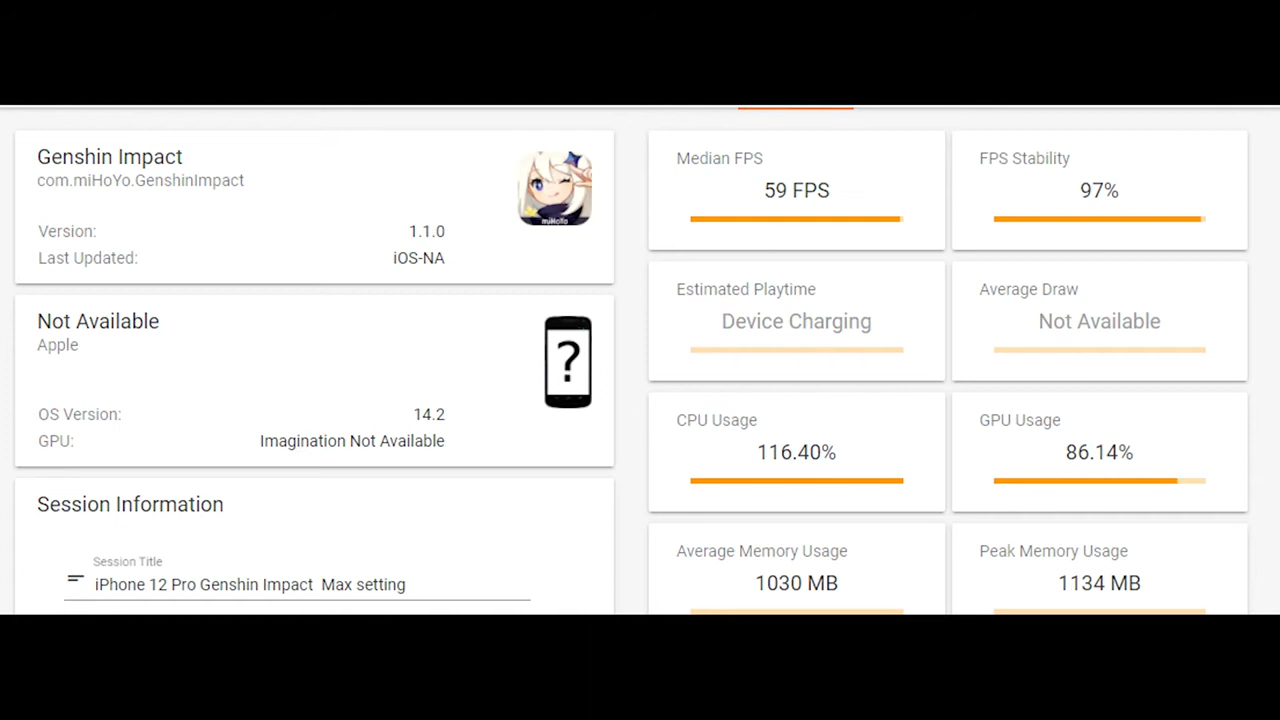 Genshin Impact
com.miHoYo.GenshinImpact
miHoYo
Version: 1.1.0
Last Updated: iOS-NA
Not Available
Apple
?
OS Version: 14.2
GPU: Imagination Not Available
Session Information
Session Title
iPhone 12 Pro Genshin Impact  Max setting
Median FPS
59 FPS
FPS Stability
97%
Estimated Playtime
Device Charging
Average Draw
Not Available
CPU Usage
116.40%
GPU Usage
86.14%
Average Memory Usage
1030 MB
Peak Memory Usage
1134 MB